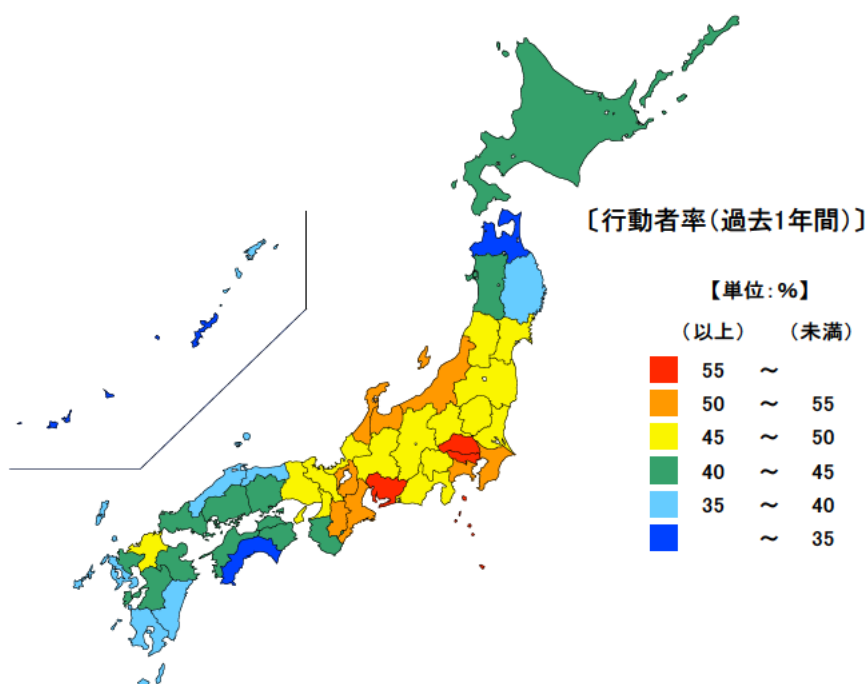 〔行動者率(過去1年間)〕
【単位:%】
(以上) (未満)
55 ～
50 ～ 55
45 ～ 50
40 ～ 45
35 ～ 40
～ 35